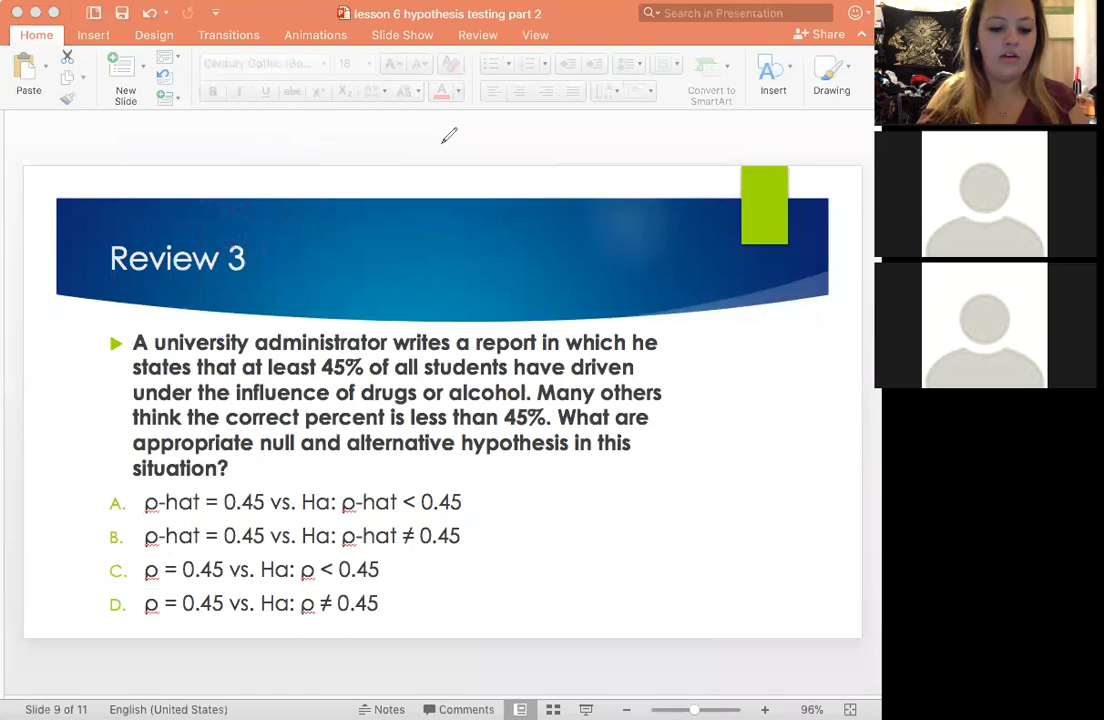 lesson 6 hypothesis testing part 2
Search in Presentation
Home Insert Design Transitions Animations Slide Show Review View Share
Century Gothic (Bo... 18
Paste New Slide Convert to SmartArt Insert Drawing
Review 3
A university administrator writes a report in which he
states that at least 45% of all students have driven
under the influence of drugs or alcohol. Many others
think the correct percent is less than 45%. What are
appropriate null and alternative hypothesis in this
situation?
A. ρ-hat = 0.45 vs. Ha: ρ-hat < 0.45
B. ρ-hat = 0.45 vs. Ha: ρ-hat ≠ 0.45
C. ρ = 0.45 vs. Ha: ρ < 0.45
D. ρ = 0.45 vs. Ha: ρ ≠ 0.45
Slide 9 of 11 English (United States) Notes Comments 96%